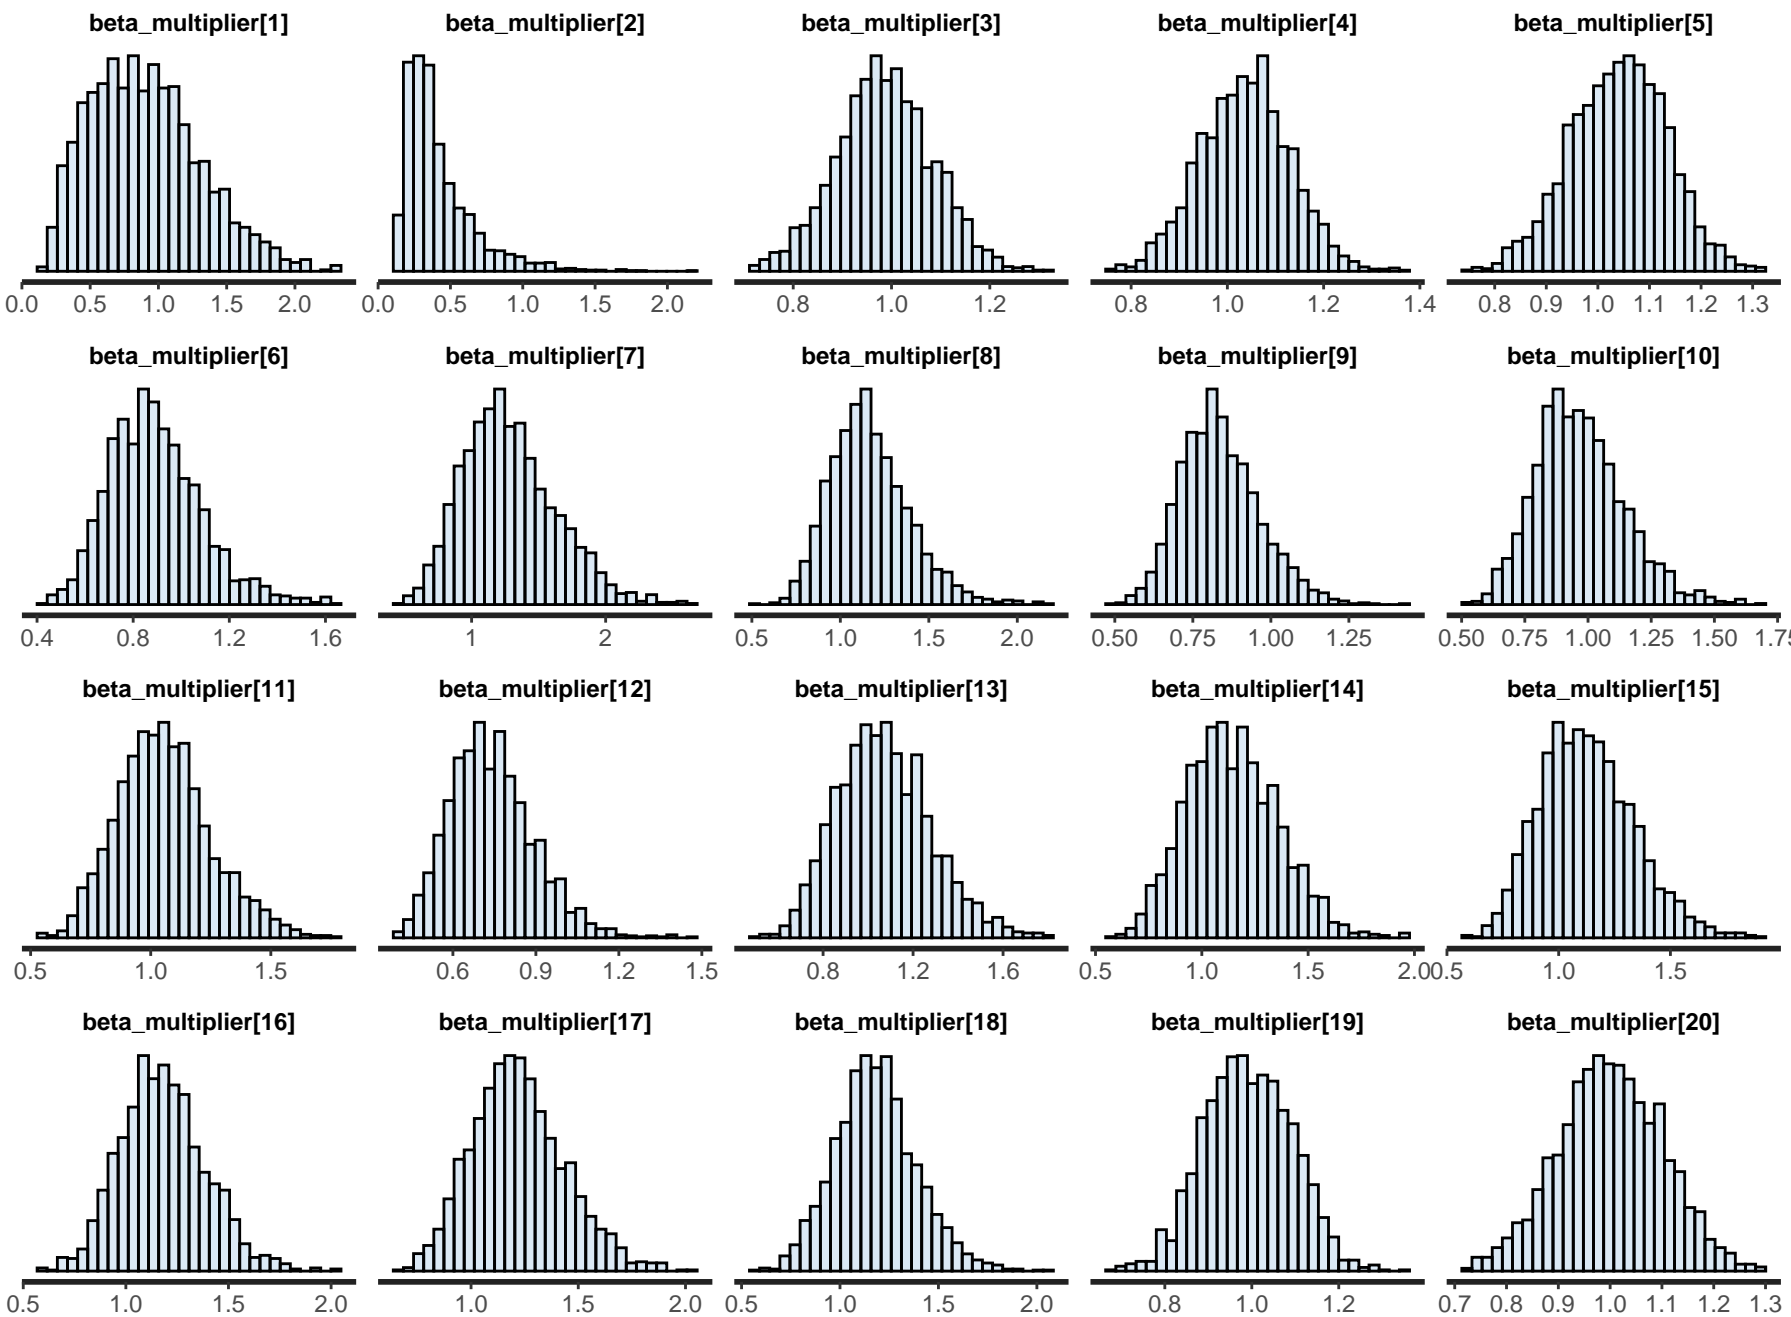 beta_multiplier[1] beta_multiplier[2] beta_multiplier[3] beta_multiplier[4] beta_multiplier[5]
0.0 0.5 1.0 1.5 2.0 0.0 0.5 1.0 1.5 2.0 0.8 1.0 1.2 0.8 1.0 1.2 1.4 0.8 0.9 1.0 1.1 1.2 1.3
beta_multiplier[6] beta_multiplier[7] beta_multiplier[8] beta_multiplier[9] beta_multiplier[10]
0.4 0.8 1.2 1.6 1 2 0.5 1.0 1.5 2.0 0.50 0.75 1.00 1.25 0.50 0.75 1.00 1.25 1.50 1.75
beta_multiplier[11] beta_multiplier[12] beta_multiplier[13] beta_multiplier[14] beta_multiplier[15]
0.5 1.0 1.5 0.6 0.9 1.2 1.5 0.8 1.2 1.6 0.5 1.0 1.5 2.0 0.5 1.0 1.5
beta_multiplier[16] beta_multiplier[17] beta_multiplier[18] beta_multiplier[19] beta_multiplier[20]
0.5 1.0 1.5 2.0 1.0 1.5 2.0 0.5 1.0 1.5 2.0 0.8 1.0 1.2 0.7 0.8 0.9 1.0 1.1 1.2 1.3